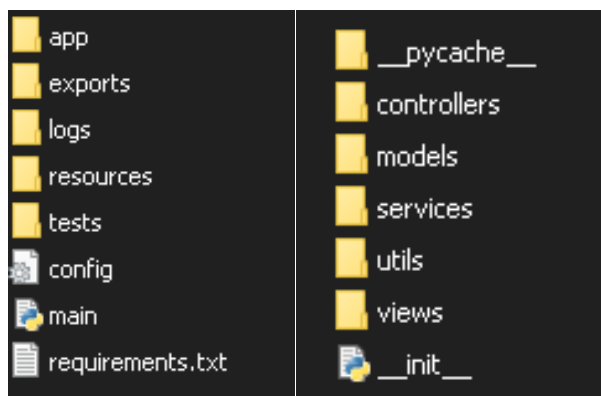 app
exports
logs
resources
tests
config
main
requirements.txt
__pycache__
controllers
models
services
utils
views
__init__